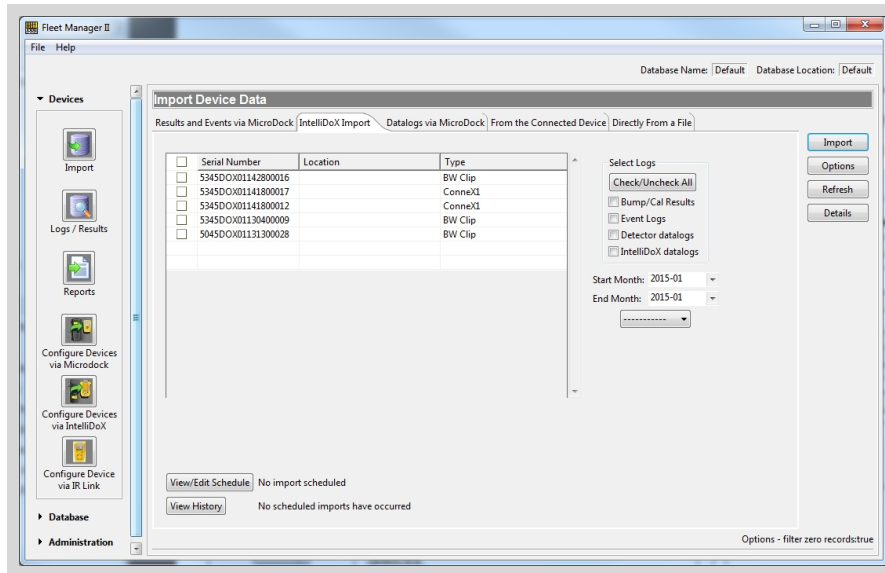 Fleet Manager II
File Help
Database Name: Default Database Location: Default
Devices
Import
Logs / Results
Reports
Configure Devices
via Microdock
Configure Devices
via IntelliDoX
Configure Device
via IR Link
Database
Administration
Import Device Data
Results and Events via MicroDock IntelliDoX Import Datalogs via MicroDock From the Connected Device Directly From a File
Serial Number Location Type
5345DOX01142800016 BW Clip
5345DOX01141800017 ConneX1
5345DOX01141800012 ConneX1
5345DOX01130400009 BW Clip
5045DOX01131300028 BW Clip
Select Logs
Check/Uncheck All
Bump/Cal Results
Event Logs
Detector datalogs
IntelliDoX datalogs
Start Month: 2015-01
End Month: 2015-01
-----------
Import
Options
Refresh
Details
View/Edit Schedule No import scheduled
View History No scheduled imports have occurred
Options - filter zero records:true